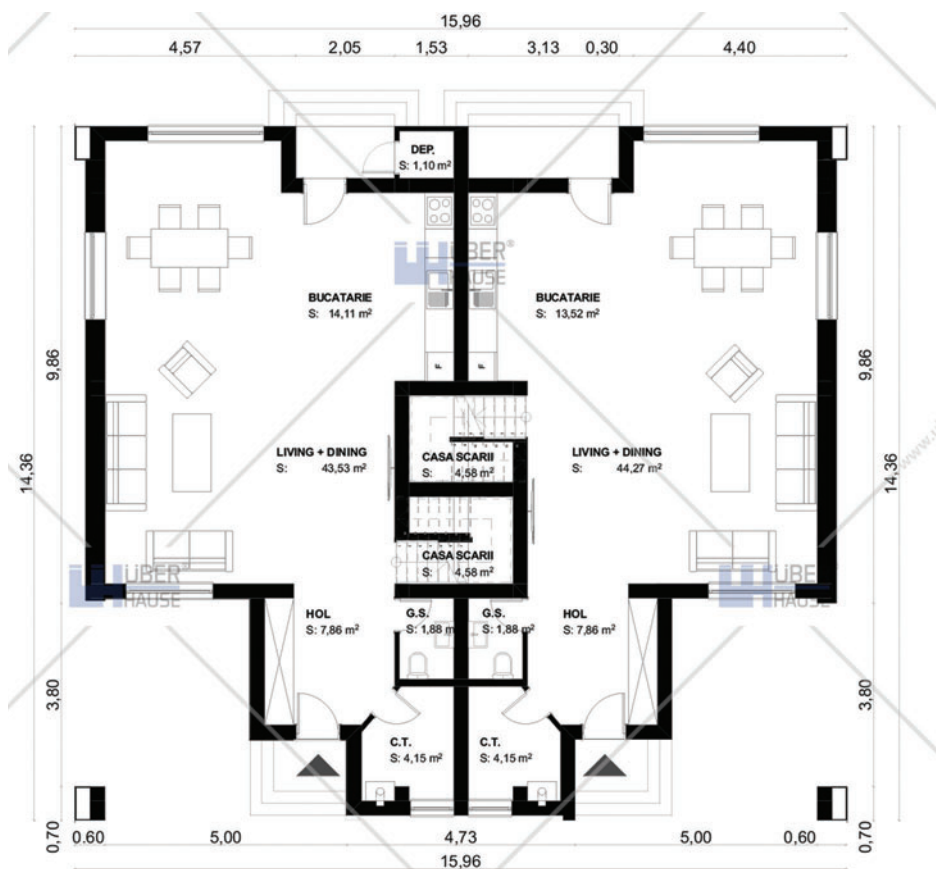 15,96
4,57 2,05 1,53 3,13 0,30 4,40
DEP.
S: 1,10 m²
ÜBER®
HAUSE
BUCATARIE
S: 14,11 m²
BUCATARIE
S: 13,52 m²
F F
9,86
9,86
14,36
14,36
LIVING + DINING
S: 43,53 m²
CASA SCARII
S: 4,58 m²
LIVING + DINING
S: 44,27 m²
CASA SCARII
S: 4,58 m²
ÜBER
HAUSE
ÜBE
HAUSE
HOL
S: 7,86 m²
G.S.
S: 1,88 m
G.S.
S: 1,88 m²
HOL
S: 7,86 m²
3,80
3,80
C.T.
S: 4,15 m²
C.T.
S: 4,15 m²
0,70
0,70
0.60 5,00 4,73 5,00 0,60
15,96